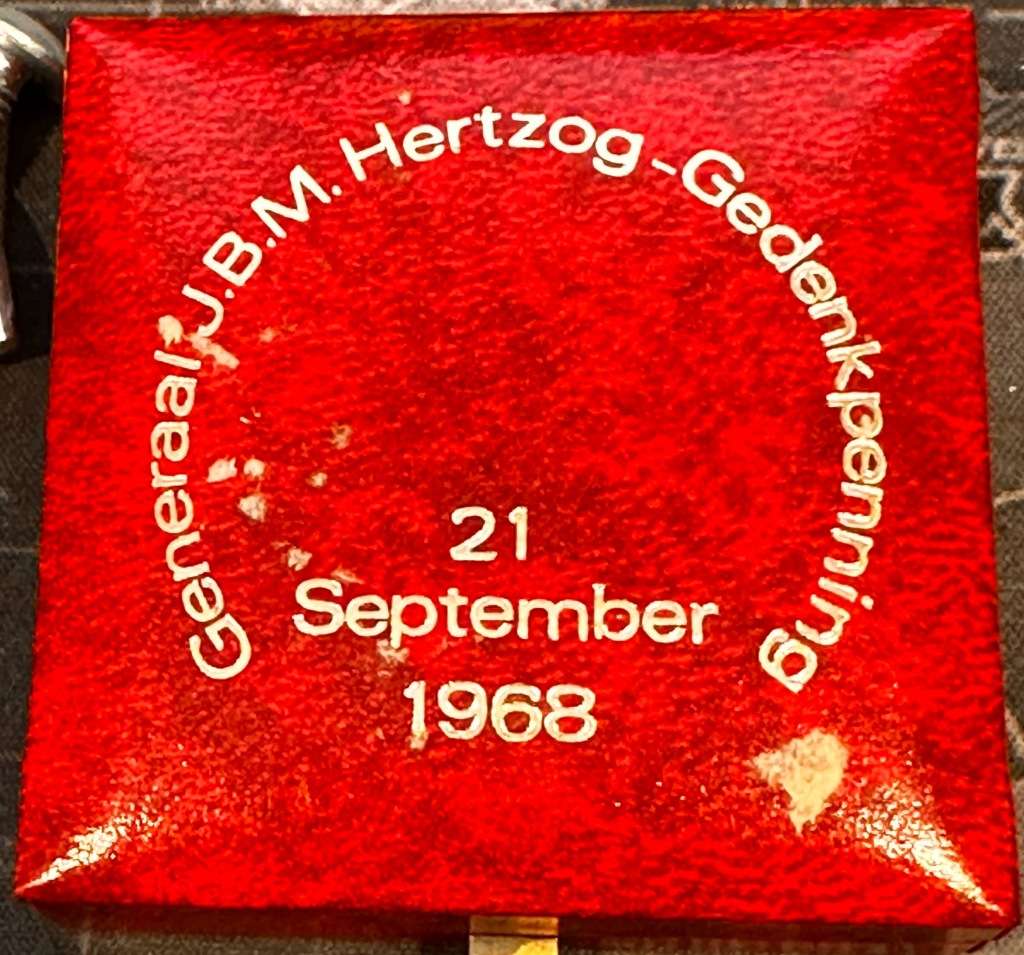 Generaal J.B.M. Hertzog-Gedenkpenning
21
September
1968